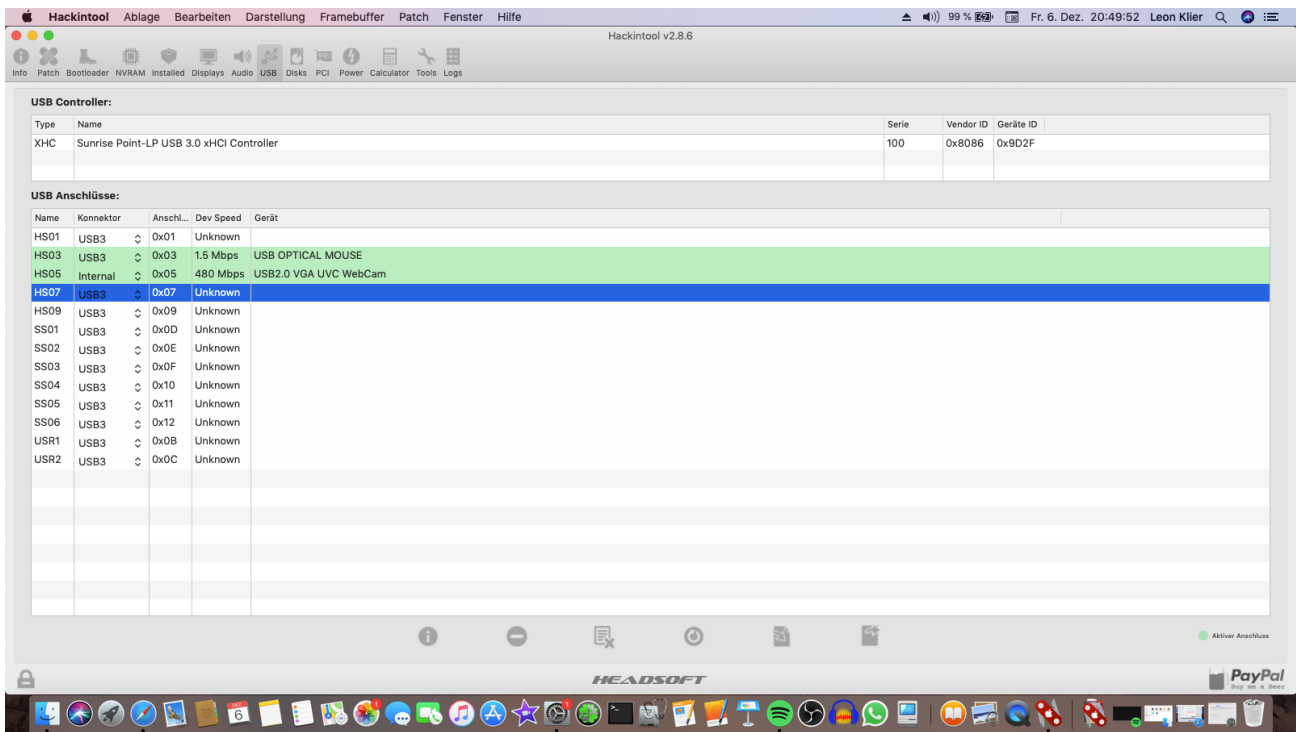 Hackintool Ablage Bearbeiten Darstellung Framebuffer Patch Fenster Hilfe 99 % Fr. 6. Dez. 20:49:52 Leon Klier
Hackintool v2.8.6
Info Patch Bootloader NVRAM Installed Displays Audio USB Disks PCI Power Calculator Tools Logs
USB Controller:
Type Name Serie Vendor ID Geräte ID
XHC Sunrise Point-LP USB 3.0 xHCI Controller 100 0x8086 0x9D2F
USB Anschlüsse:
Name Konnektor Anschl... Dev Speed Gerät
HS01 USB3 0x01 Unknown
HS03 USB3 0x03 1.5 Mbps USB OPTICAL MOUSE
HS05 Internal 0x05 480 Mbps USB2.0 VGA UVC WebCam
HS07 USB3 0x07 Unknown
HS09 USB3 0x09 Unknown
SS01 USB3 0x0D Unknown
SS02 USB3 0x0E Unknown
SS03 USB3 0x0F Unknown
SS04 USB3 0x10 Unknown
SS05 USB3 0x11 Unknown
SS06 USB3 0x12 Unknown
USR1 USB3 0x0B Unknown
USR2 USB3 0x0C Unknown
Aktiver Anschluss
HEADSOFT
PayPal
Buy me a Beer
6